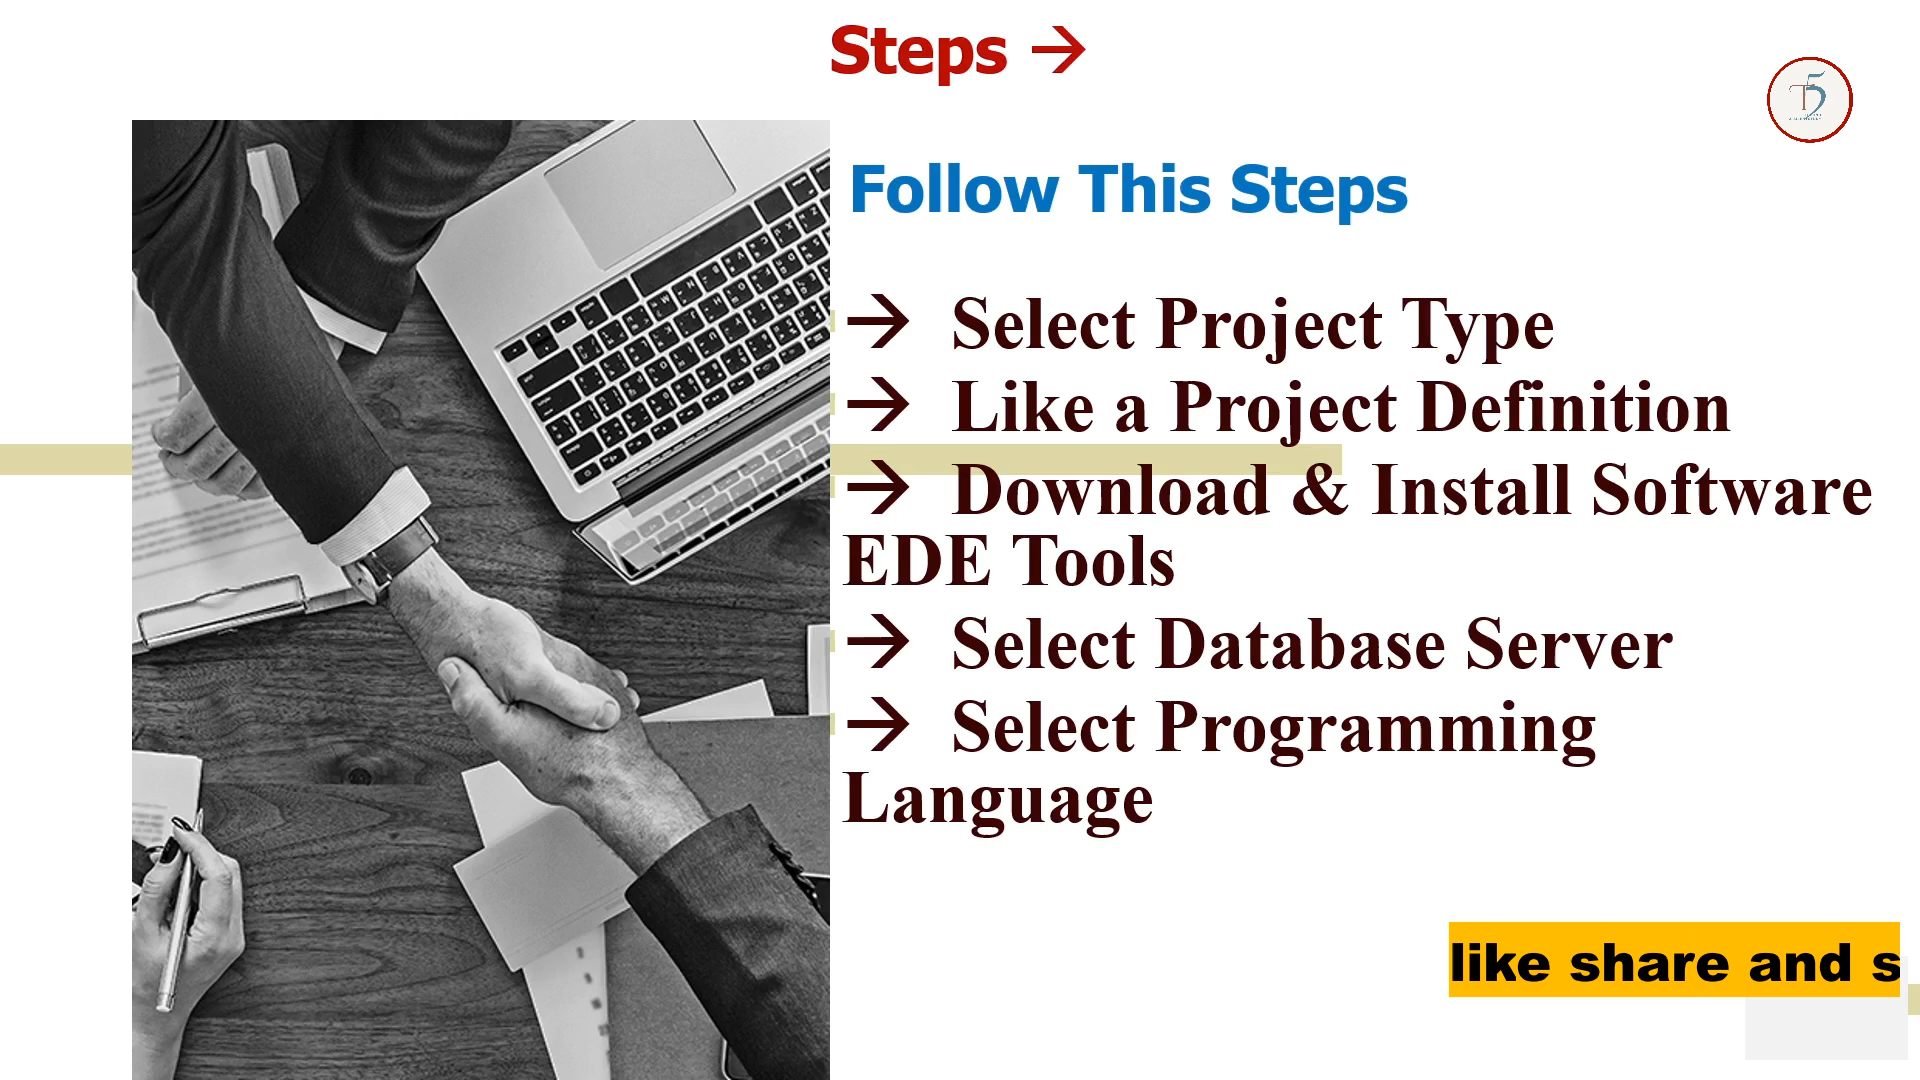 Steps →
Follow This Steps
→ Select Project Type
→ Like a Project Definition
→ Download & Install Software
EDE Tools
→ Select Database Server
→ Select Programming
Language
like share and s